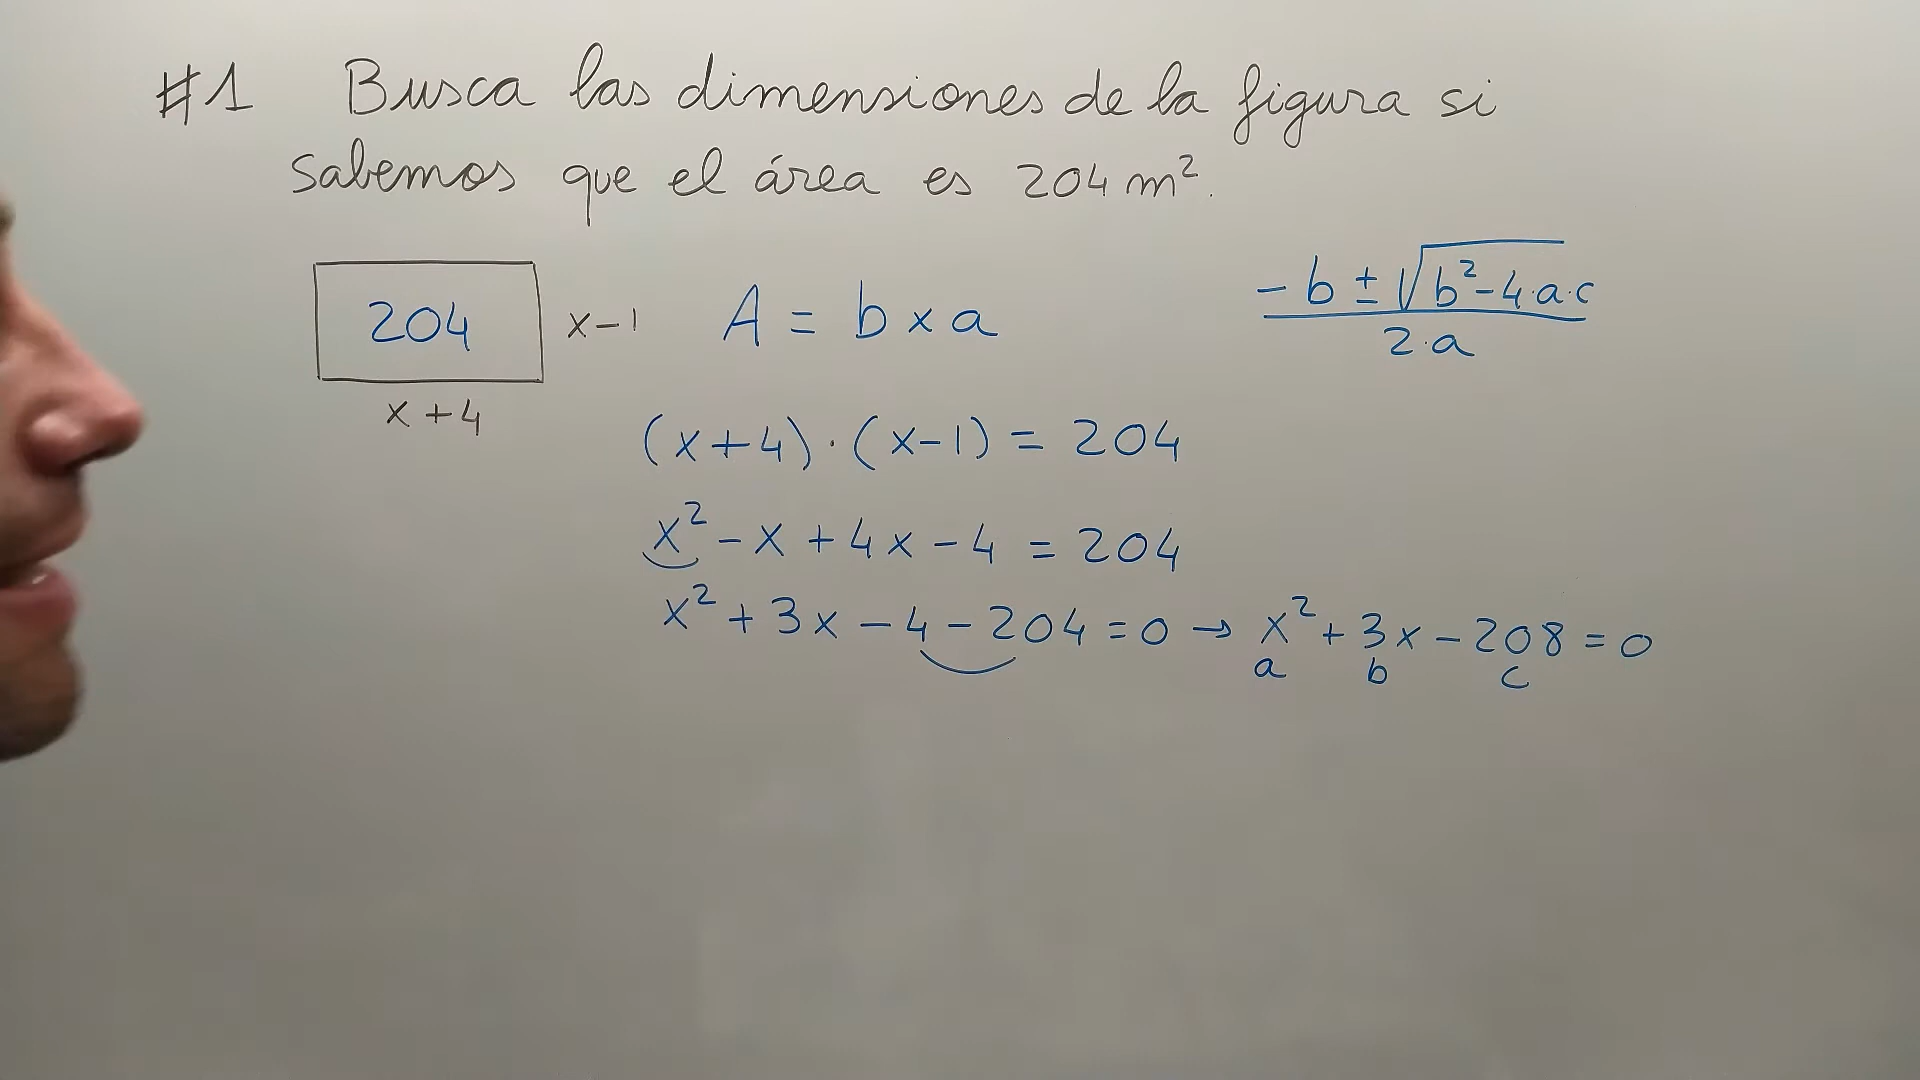 #1 Busca las dimensiones de la figura si
sabemos que el área es 204 m².
204
x-1
x+4
A = b x a
-b ± √b²-4·a·c
2·a
(x+4)·(x-1) = 204
x² - x + 4x - 4 = 204
x² + 3x - 4 - 204 = 0 → x² + 3x - 208 = 0
a b c